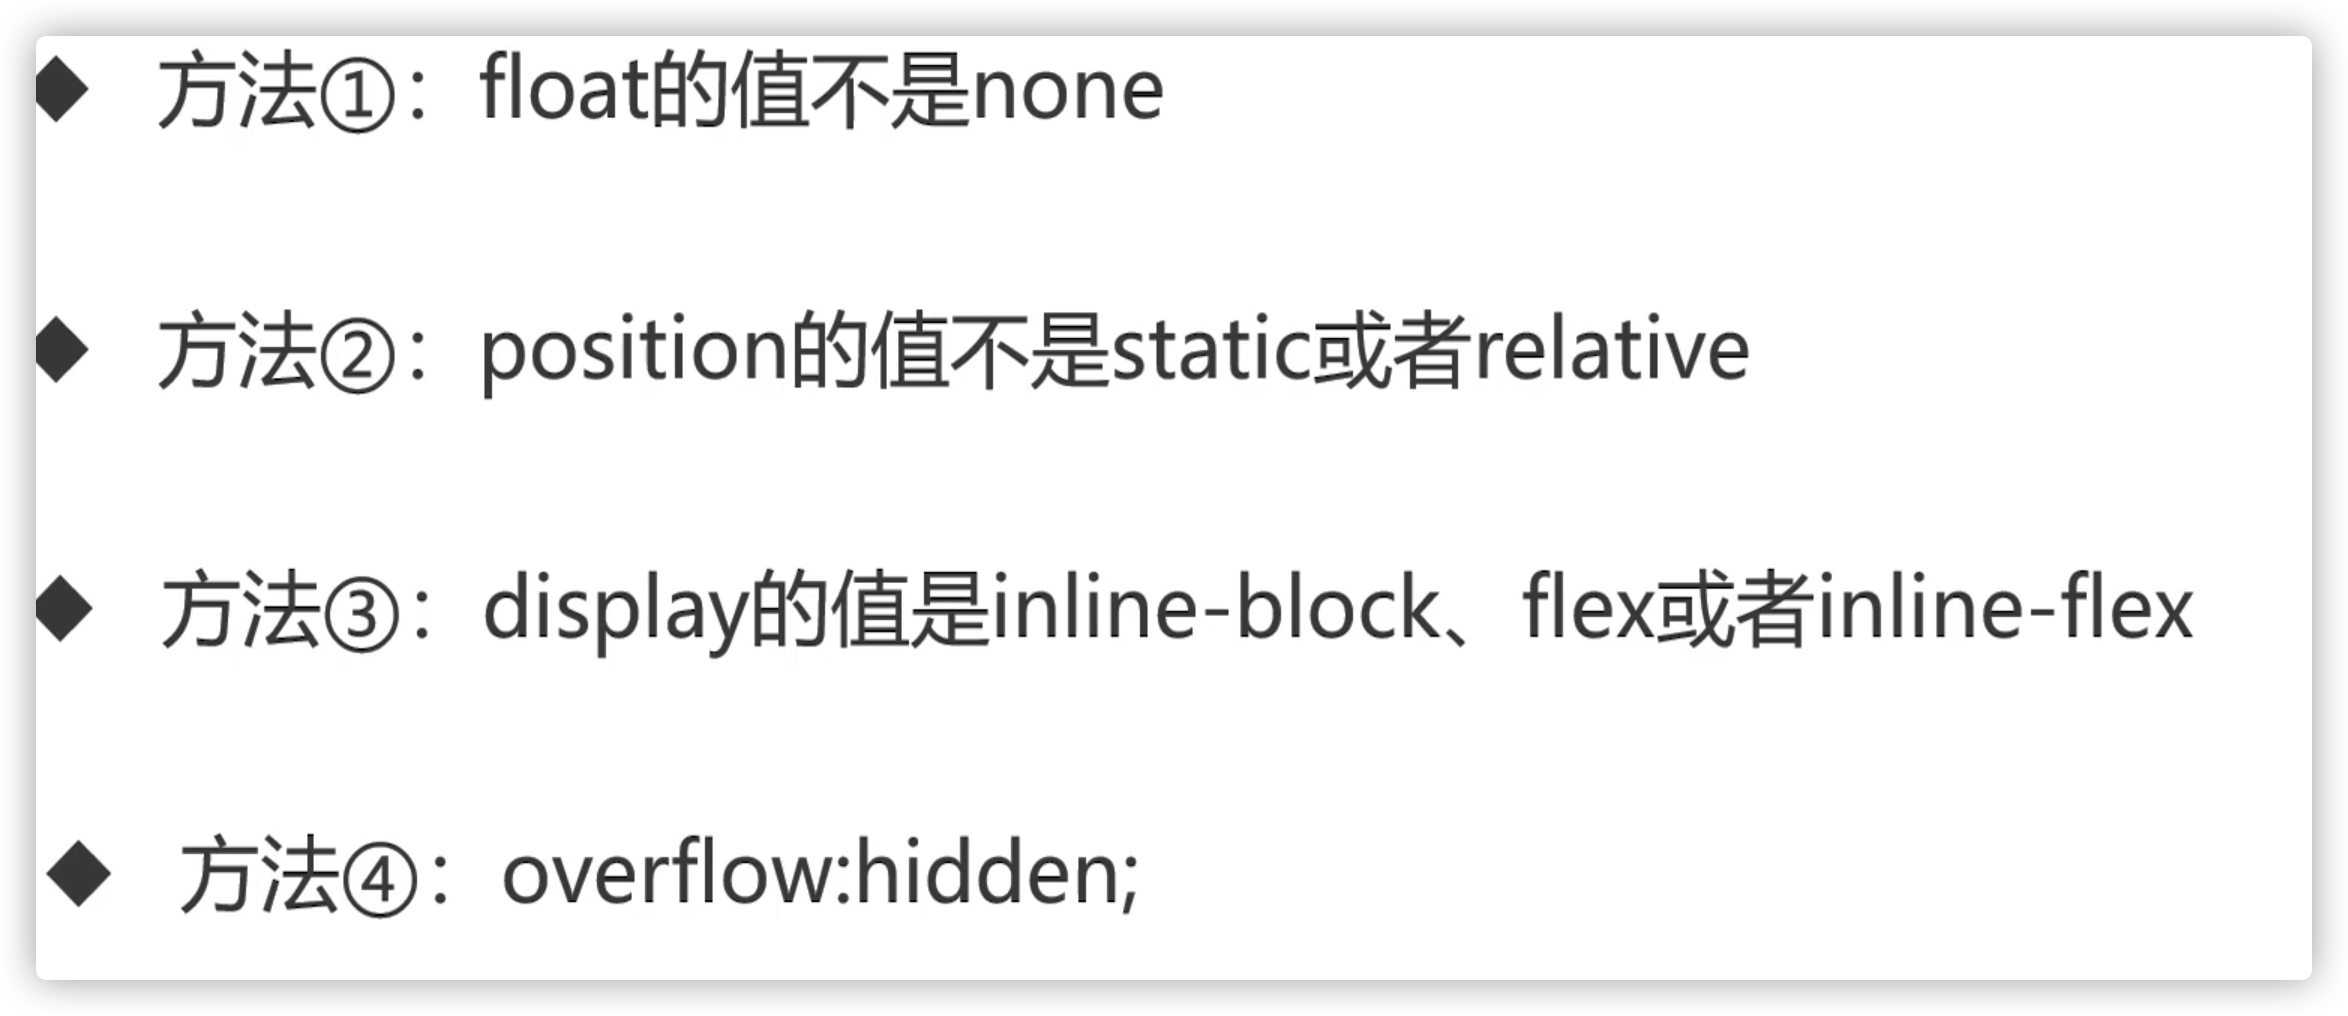 ◆ 方法①：float的值不是none
◆ 方法②：position的值不是static或者relative
◆ 方法③：display的值是inline-block、flex或者inline-flex
◆ 方法④：overflow:hidden;